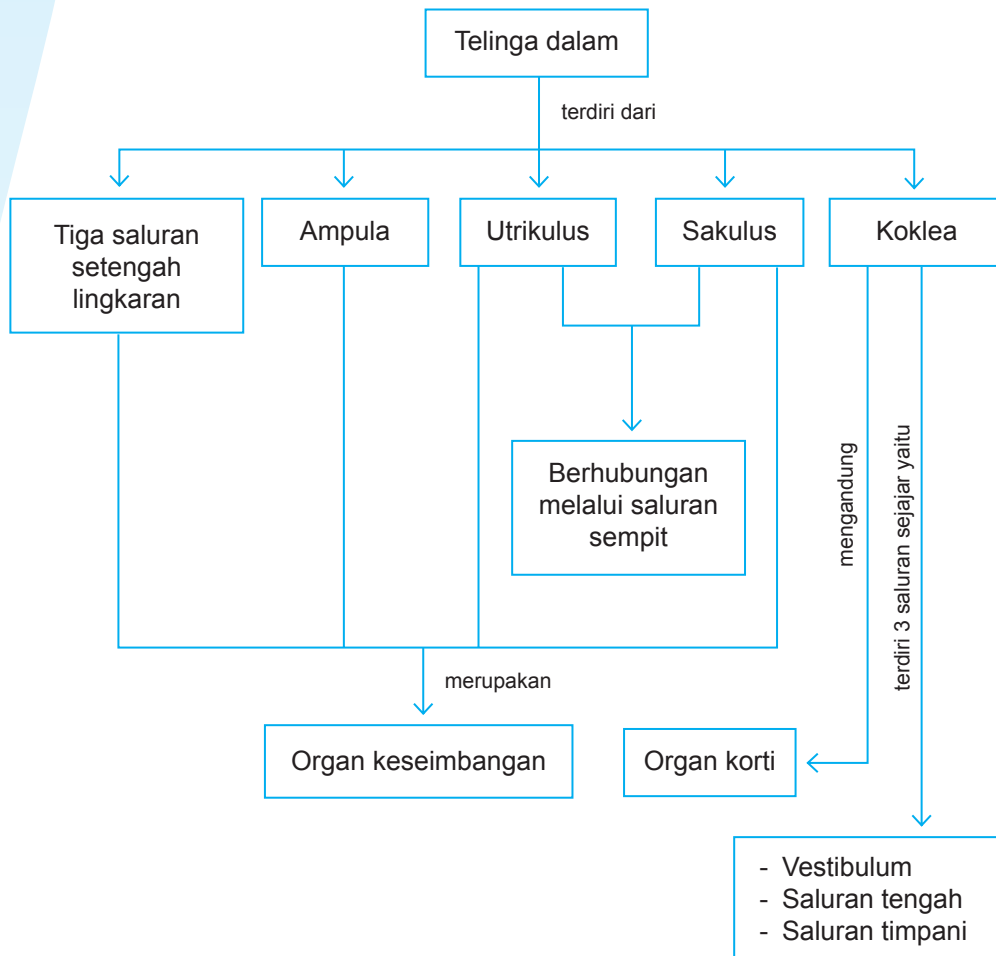 Telinga dalam
terdiri dari
Tiga saluran
setengah
lingkaran
Ampula
Utrikulus
Sakulus
Koklea
Berhubungan
melalui saluran
sempit
mengandung
terdiri 3 saluran sejajar yaitu
merupakan
Organ keseimbangan
Organ korti
- Vestibulum
- Saluran tengah
- Saluran timpani